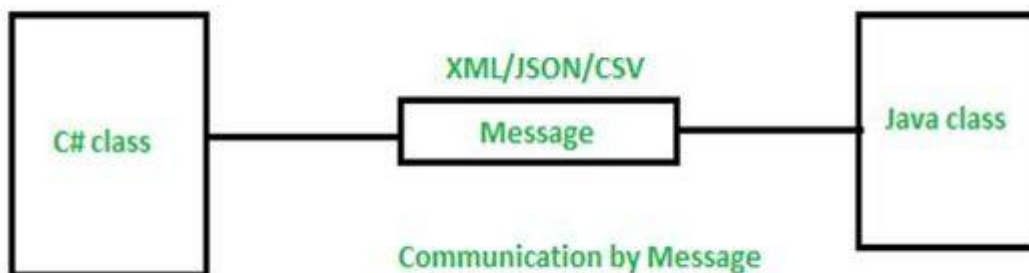 XML/JSON/CSV
C# class
Message
Java class
Communication by Message